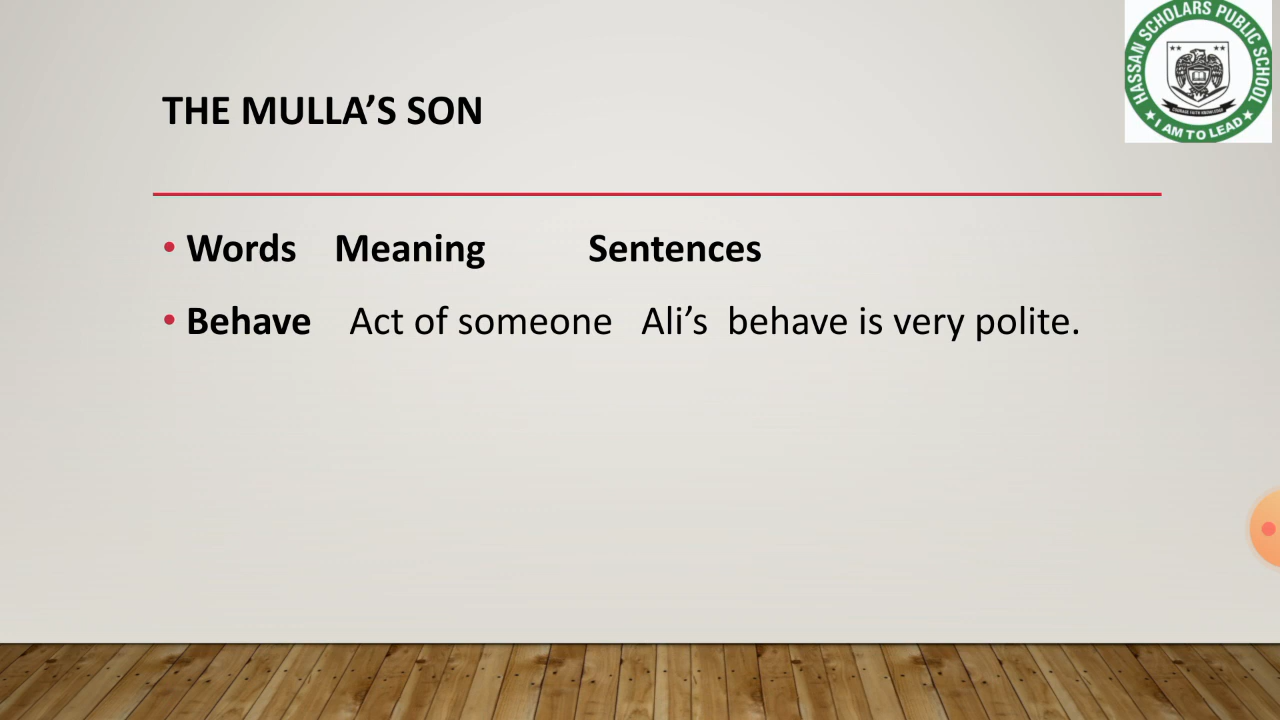 HASSAN SCHOLARS PUBLIC SCHOOL
★ I AM TO LEAD ★
THE MULLA’S SON
• Words Meaning Sentences
• Behave Act of someone Ali’s behave is very polite.